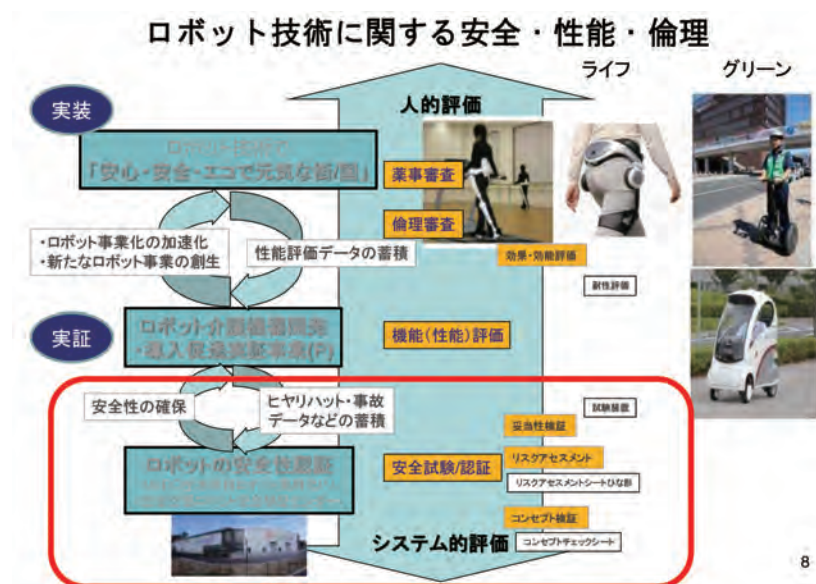 ロボット技術に関する安全・性能・倫理
ライフ
グリーン
実装
人的評価
「安心・安全・エコで元気な街/国」
薬事審査
倫理審査
・ロボット事業化の加速化
・新たなロボット事業の創生
性能評価データの蓄積
効果・効能評価
耐性評価
実証
ロボット介護機器開発
・導入促進実証事業(P)
機能(性能)評価
安全性の確保
ヒヤリハット・事故
データなどの蓄積
試験装置
妥当性検証
ロボットの安全性認証
安全試験/認証
リスクアセスメント
リスクアセスメントシートひな形
コンセプト検証
システム的評価
コンセプトチェックシート
8